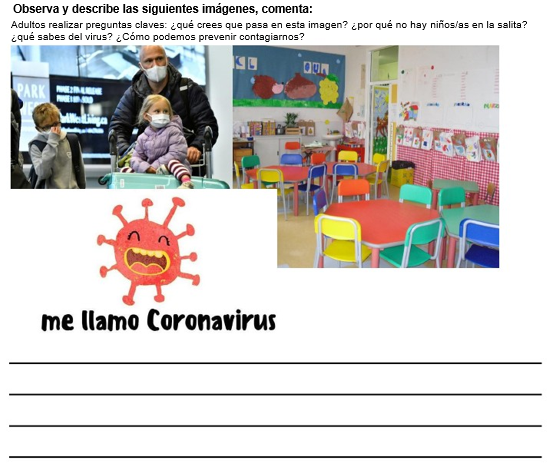 Observa y describe las siguientes imágenes, comenta:
Adultos realizar preguntas claves: ¿qué crees que pasa en esta imagen? ¿por qué no hay niños/as en la salita?
¿qué sabes del virus? ¿Cómo podemos prevenir contagiarnos?
PARK
me llamo Coronavirus